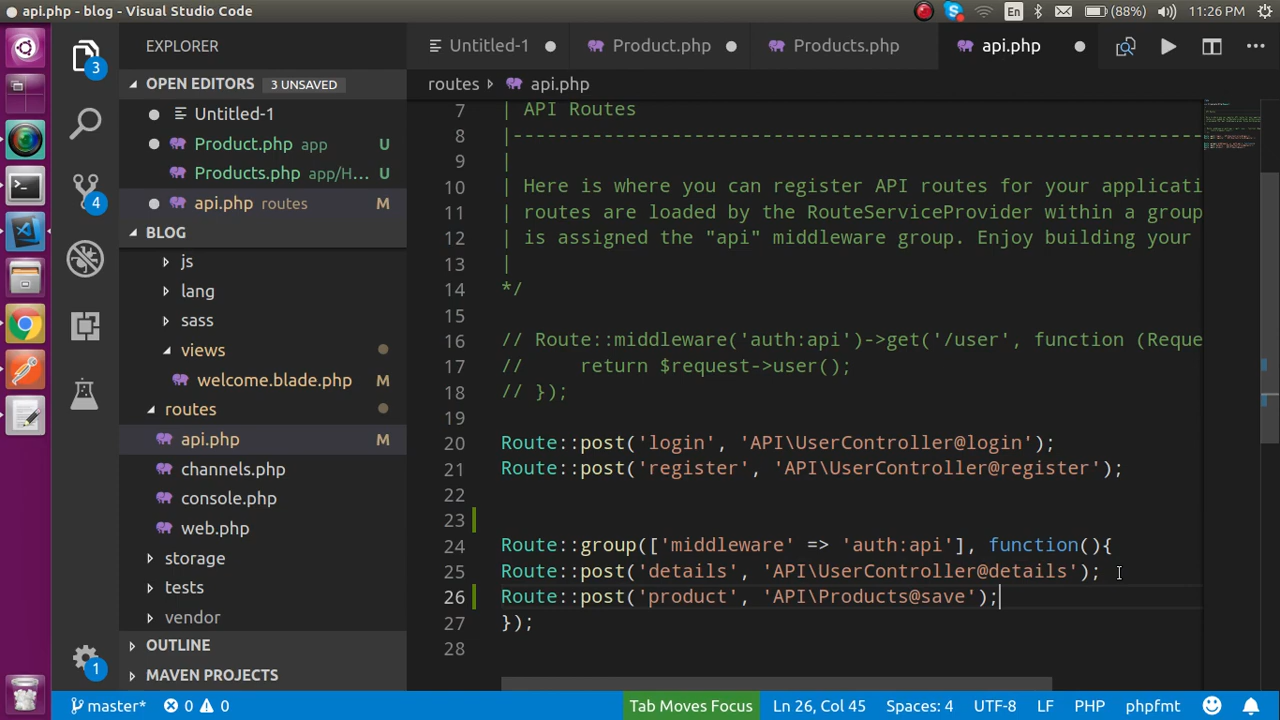 api.php - blog - Visual Studio Code
En
(88%)
11:26 PM
EXPLORER
Untitled-1
Product.php
Products.php
api.php
OPEN EDITORS
3 UNSAVED
routes
api.php
Untitled-1
Product.php app U
Products.php app/H... U
api.php routes M
BLOG
js
lang
sass
views
welcome.blade.php M
routes
api.php M
channels.php
console.php
web.php
storage
tests
vendor
OUTLINE
MAVEN PROJECTS
3
4
1
7 | API Routes
8 |--------------------------------------------------------------
9 |
10 | Here is where you can register API routes for your applicati
11 | routes are loaded by the RouteServiceProvider within a group
12 | is assigned the "api" middleware group. Enjoy building your
13 |
14 */
15
16 // Route::middleware('auth:api')->get('/user', function (Reque
17 //     return $request->user();
18 // });
19
20 Route::post('login', 'API\UserController@login');
21 Route::post('register', 'API\UserController@register');
22
23
24 Route::group(['middleware' => 'auth:api'], function(){
25 Route::post('details', 'API\UserController@details');
26 Route::post('product', 'API\Products@save');
27 });
28
master*
0
0
Tab Moves Focus
Ln 26, Col 45
Spaces: 4
UTF-8
LF
PHP
phpfmt